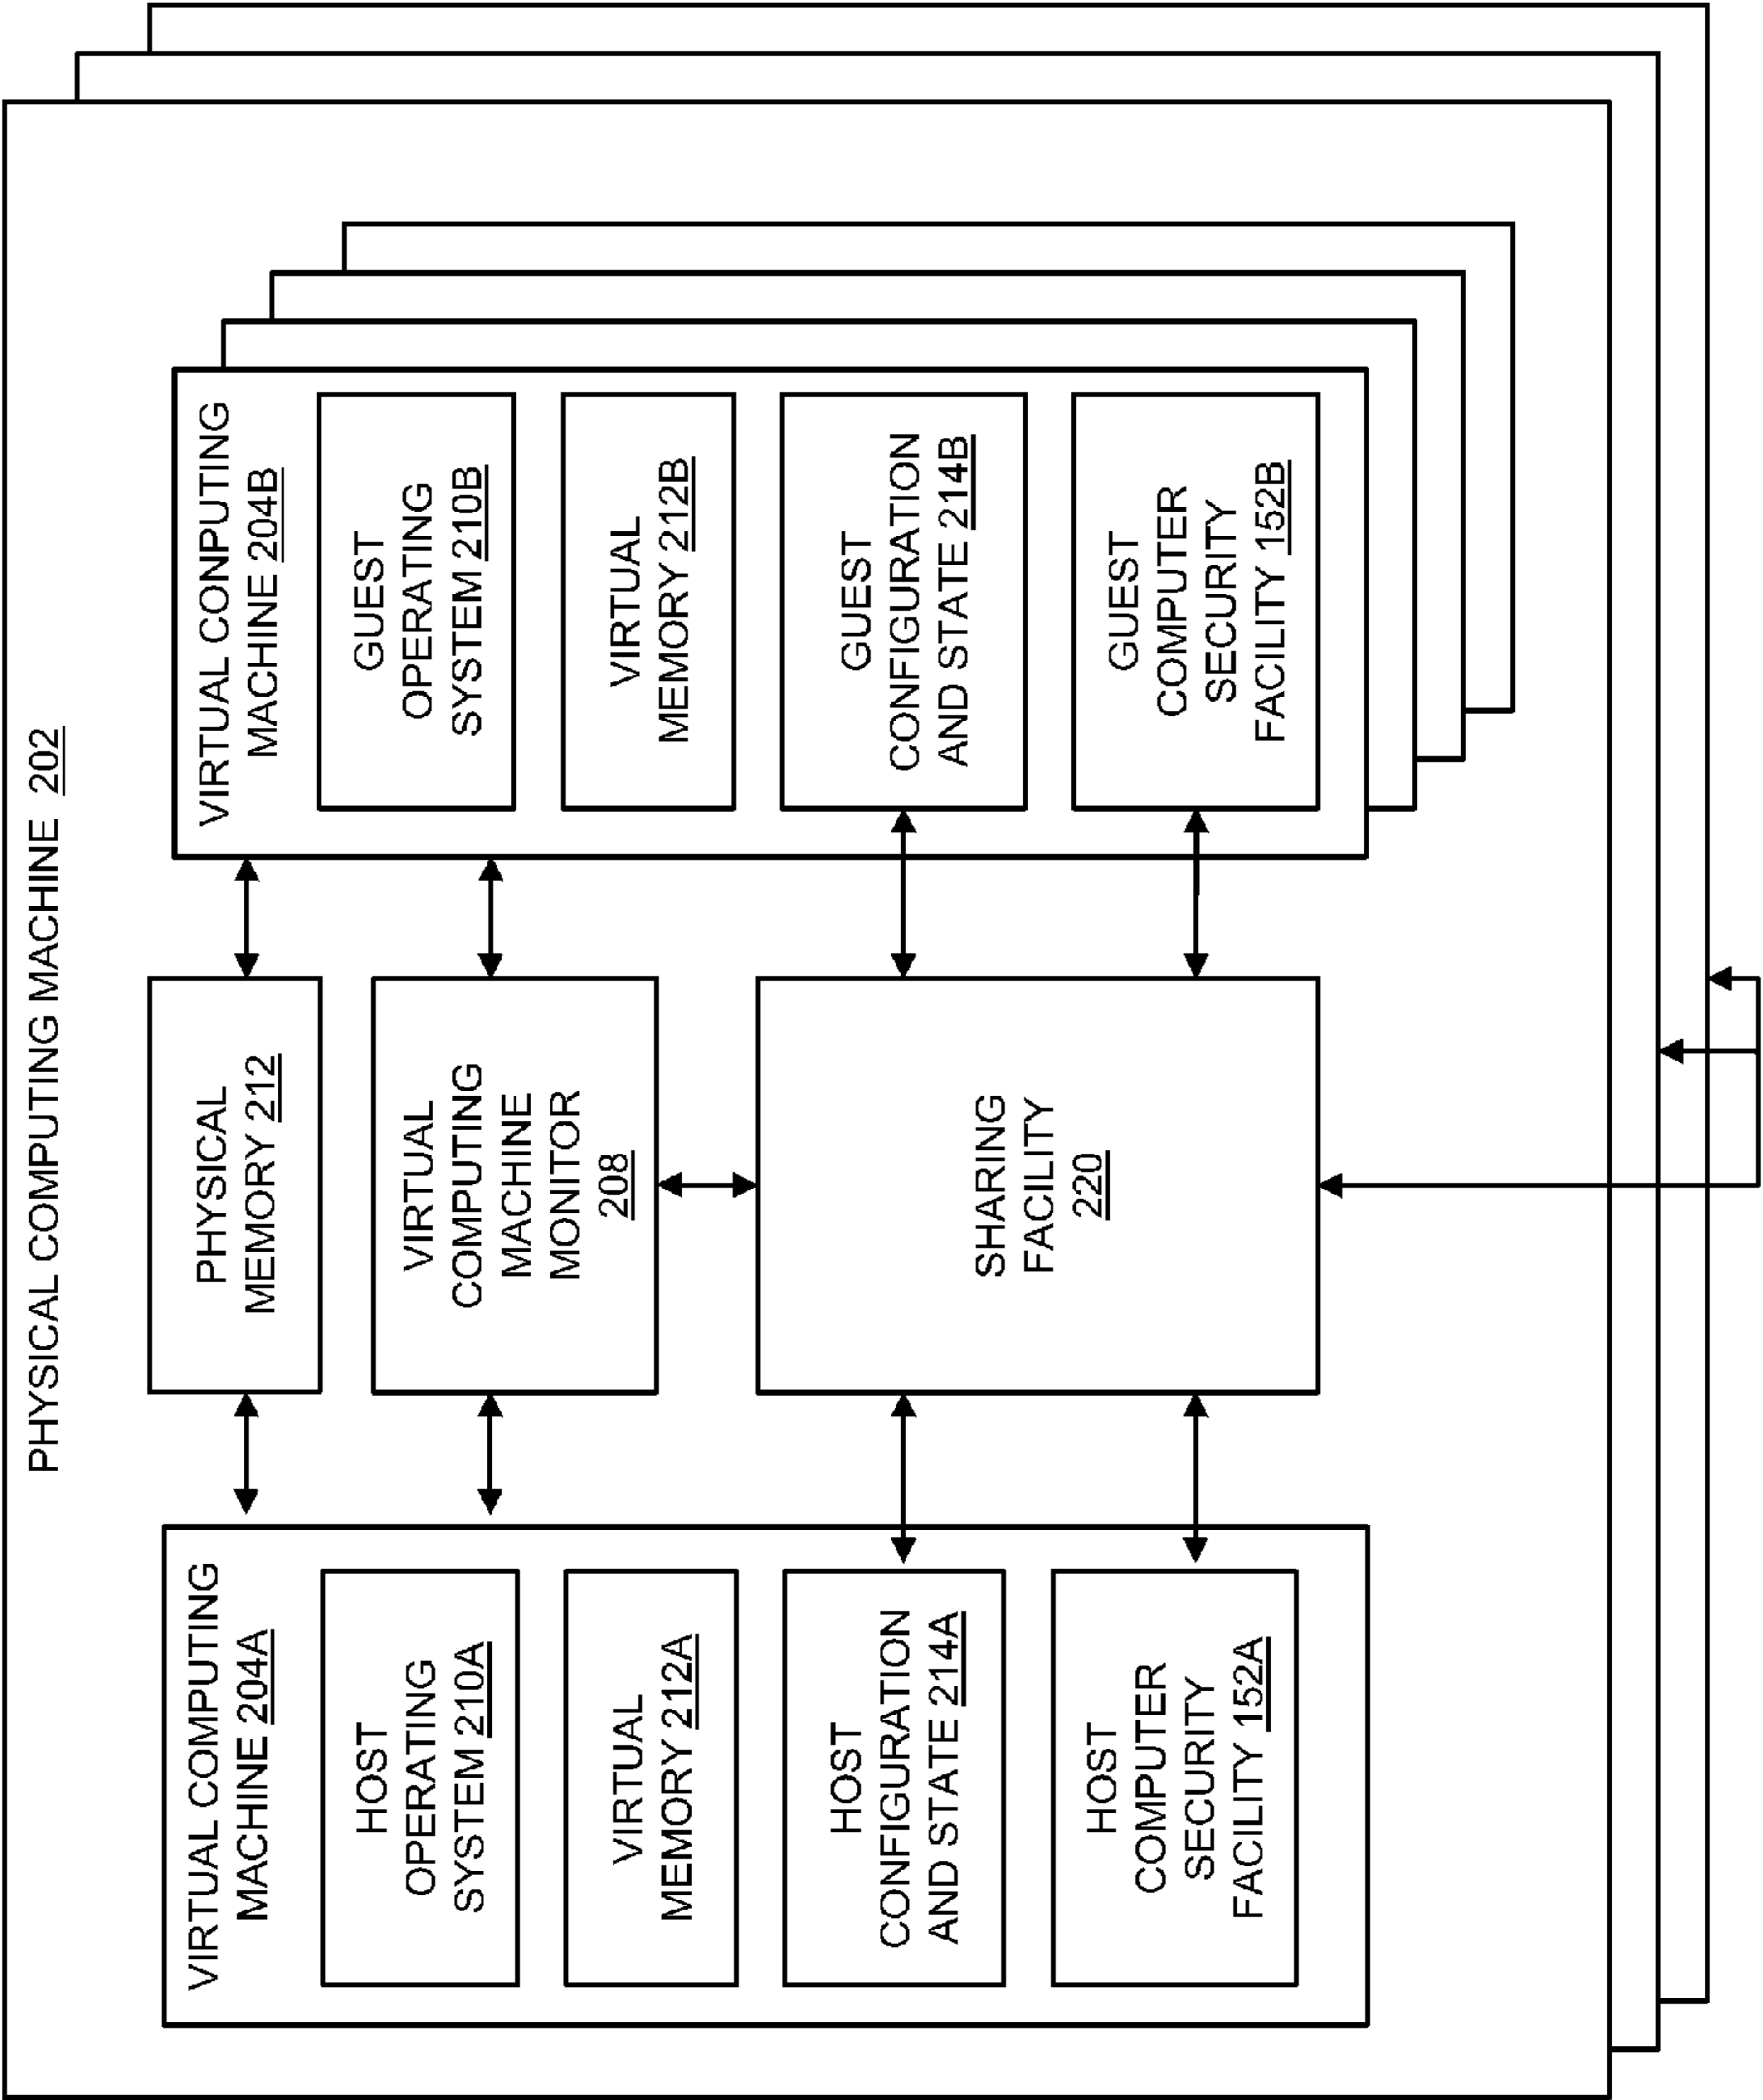 PHYSICAL COMPUTING MACHINE 202
VIRTUAL COMPUTING
MACHINE 204A
HOST
OPERATING
SYSTEM 210A
VIRTUAL
MEMORY 212A
HOST
CONFIGURATION
AND STATE 214A
HOST
COMPUTER
SECURITY
FACILITY 152A
PHYSICAL
MEMORY 212
VIRTUAL
COMPUTING
MACHINE
MONITOR
208
SHARING
FACILITY
220
VIRTUAL CONPUTING
MACHINE 204B
GUEST
OPERATING
SYSTEM 210B
VIRTUAL
MEMORY 212B
GUEST
CONFIGURATION
AND STATE 214B
GUEST
COMPUTER
SECURITY
FACILITY 152B